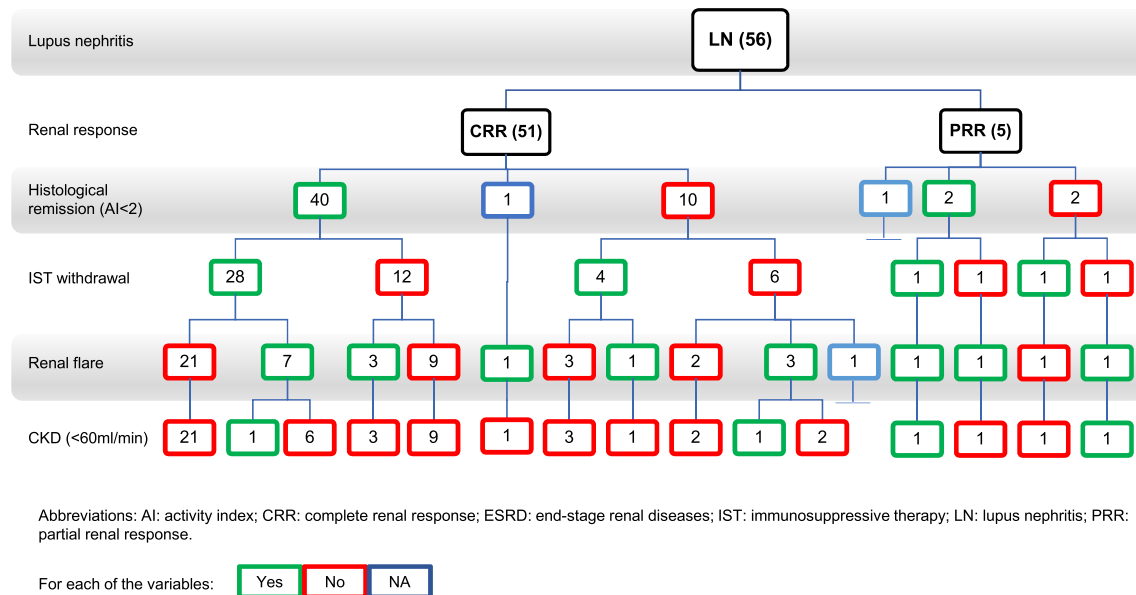 Lupus nephritis
LN (56)
Renal response
CRR (51)
PRR (5)
Histological
remission (AI<2)
40
1
10
1
2
2
IST withdrawal
28
12
4
6
1
1
1
1
Renal flare
21
7
3
9
1
3
1
2
3
1
1
1
1
1
CKD (<60ml/min)
21
1
6
3
9
1
3
1
2
1
2
1
1
1
1
Abbreviations: AI: activity index; CRR: complete renal response; ESRD: end-stage renal diseases; IST: immunosuppressive therapy; LN: lupus nephritis; PRR:
partial renal response.
For each of the variables:
Yes
No
NA